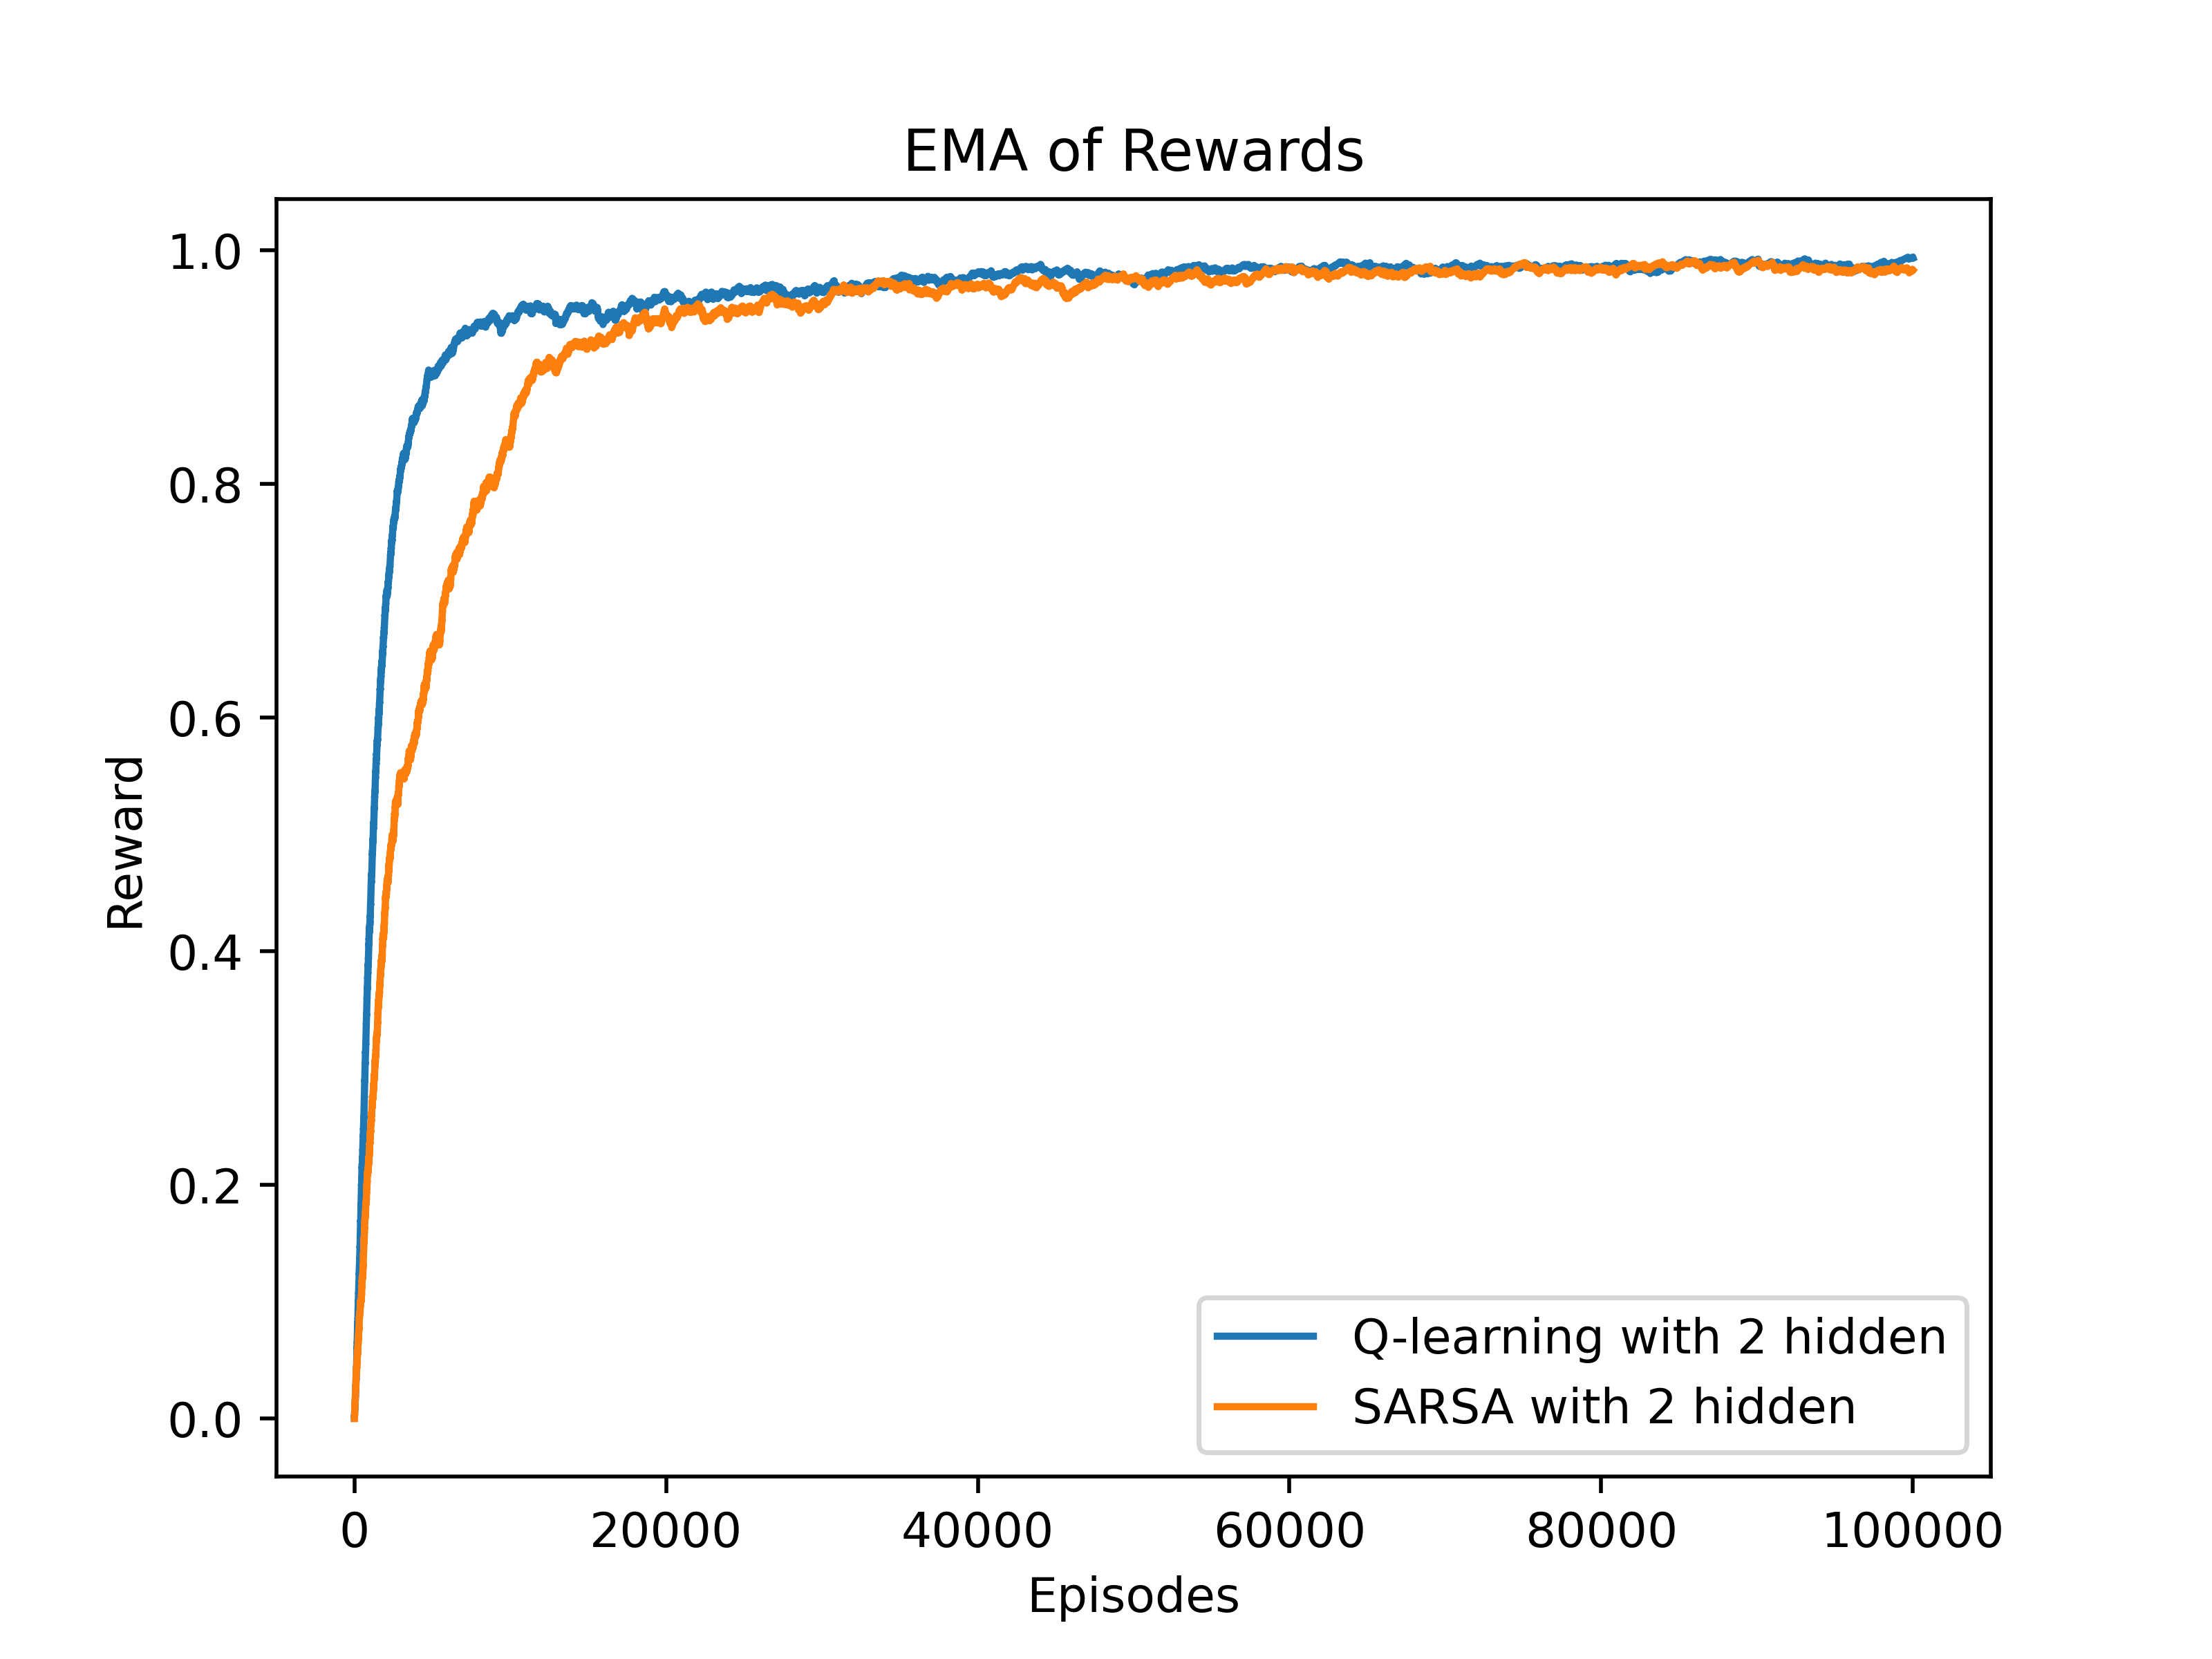 EMA of Rewards
1.0
0.8
0.6
0.4
0.2
0.0
Reward
Q-learning with 2 hidden
SARSA with 2 hidden
0 20000 40000 60000 80000 100000
Episodes